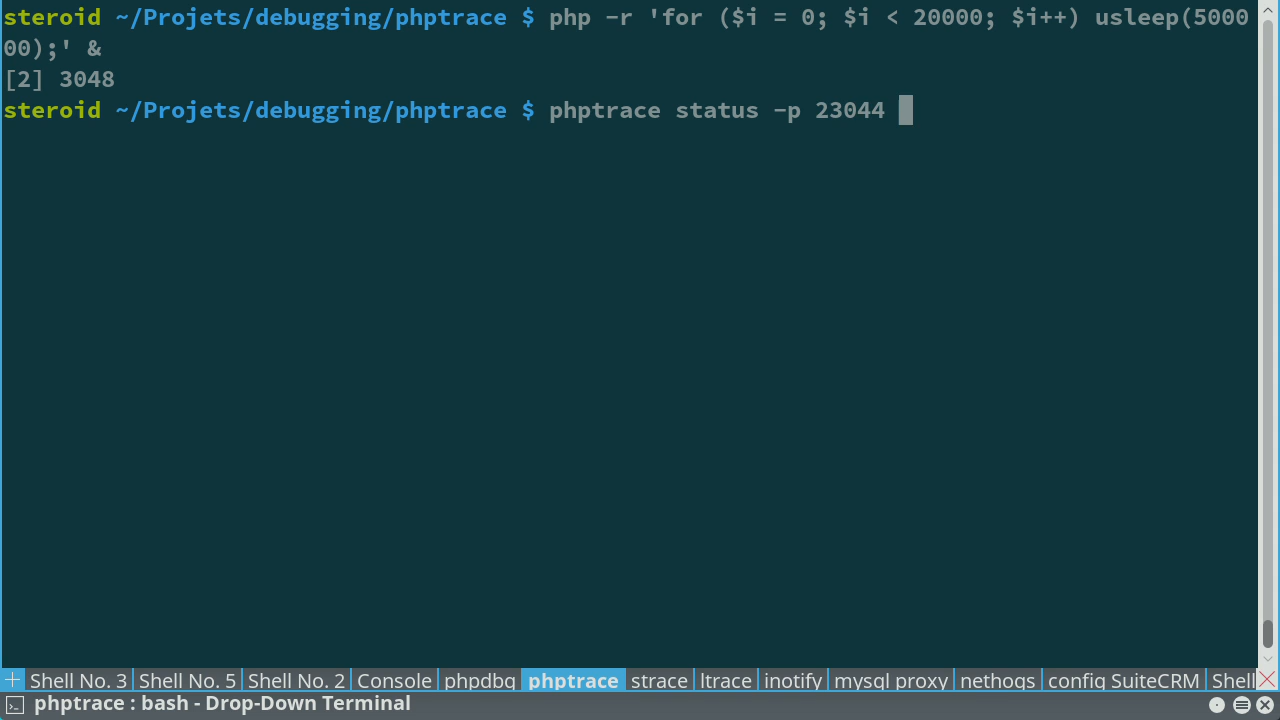 steroid ~/Projets/debugging/phptrace $ php -r 'for ($i = 0; $i < 20000; $i++) usleep(5000
00);' &
[2] 3048
steroid ~/Projets/debugging/phptrace $ phptrace status -p 23044
+ Shell No. 3 Shell No. 5 Shell No. 2 Console phpdbg phptrace strace ltrace inotify mysql proxy nethogs config SuiteCRM Shell
phptrace : bash - Drop-Down Terminal